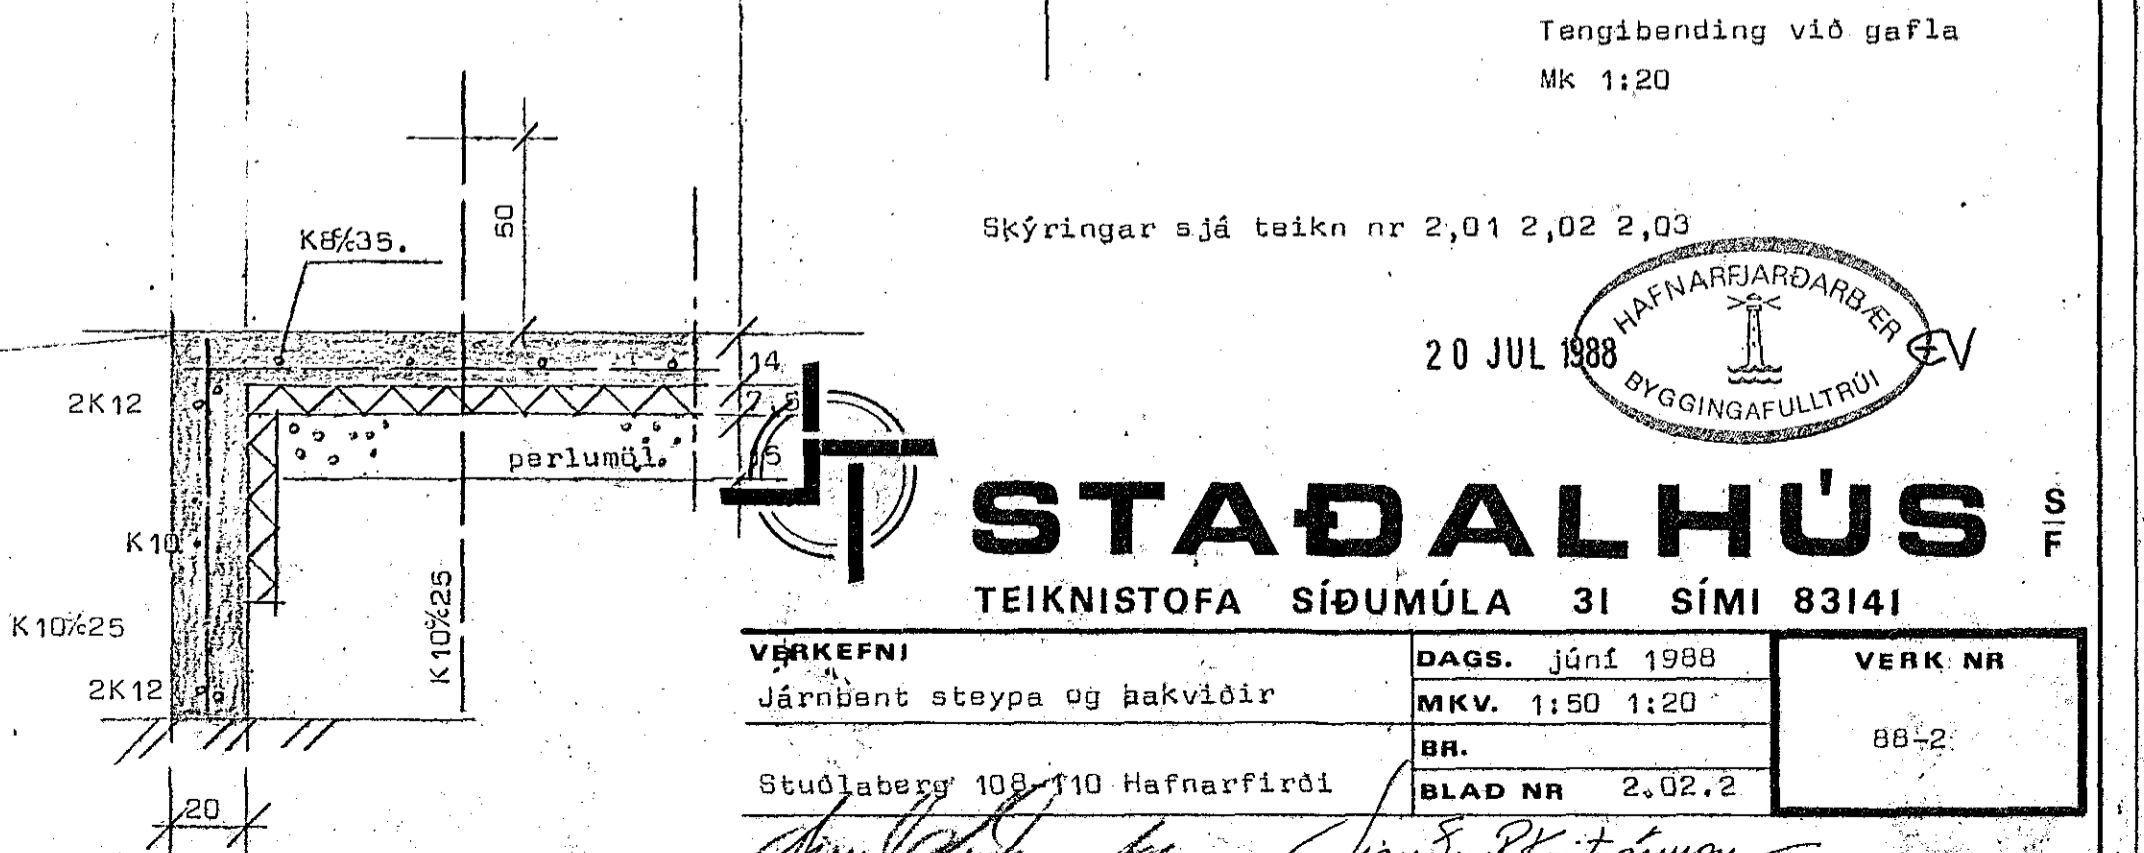 Tengibending við gafla
Mk 1:20
50
K8%35.
Skýringar sjá teikn nr 2,01 2,02 2,03
HAFNARFJARÐARBÆR
BYGGINGAFULLTRÚI
20 JUL 1988
EV
14
7,5
15
2K12
perlumöl.
K10
K10%25
K10%25
2K12
20
STAÐALHÚS S/F
TEIKNISTOFA SÍÐUMÚLA 31 SÍMI 83141
VERKEFNI
Járnbent steypa og þakviðir
Stuðlaberg 108-110 Hafnarfirði
DAGS. júní 1988
MKV. 1:50 1:20
BR.
BLAD NR 2.02.2
VERK NR
88-2